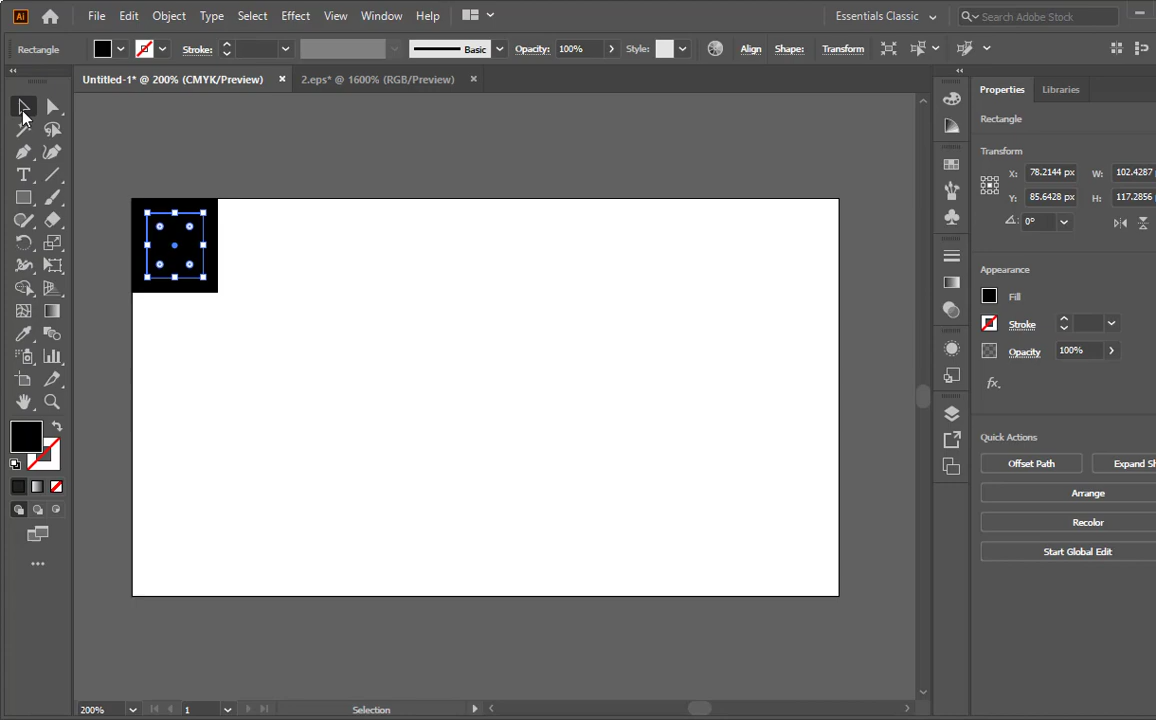 Ai File Edit Object Type Select Effect View Window Help Essentials Classic Search Adobe Stock
Rectangle Stroke: Basic Opacity: 100% Style: Align Shape: Transform
Untitled-1* @ 200% (CMYK/Preview) × 2.eps* @ 1600% (RGB/Preview) ×
Properties Libraries
Rectangle
Transform
X: 78.2144 px W: 102.4287
Y: 85.6428 px H: 117.2856
0°
Appearance
Fill
Stroke
Opacity 100%
fx.
Quick Actions
Offset Path Expand Sh
Arrange
Recolor
Start Global Edit
200% 1 Selection